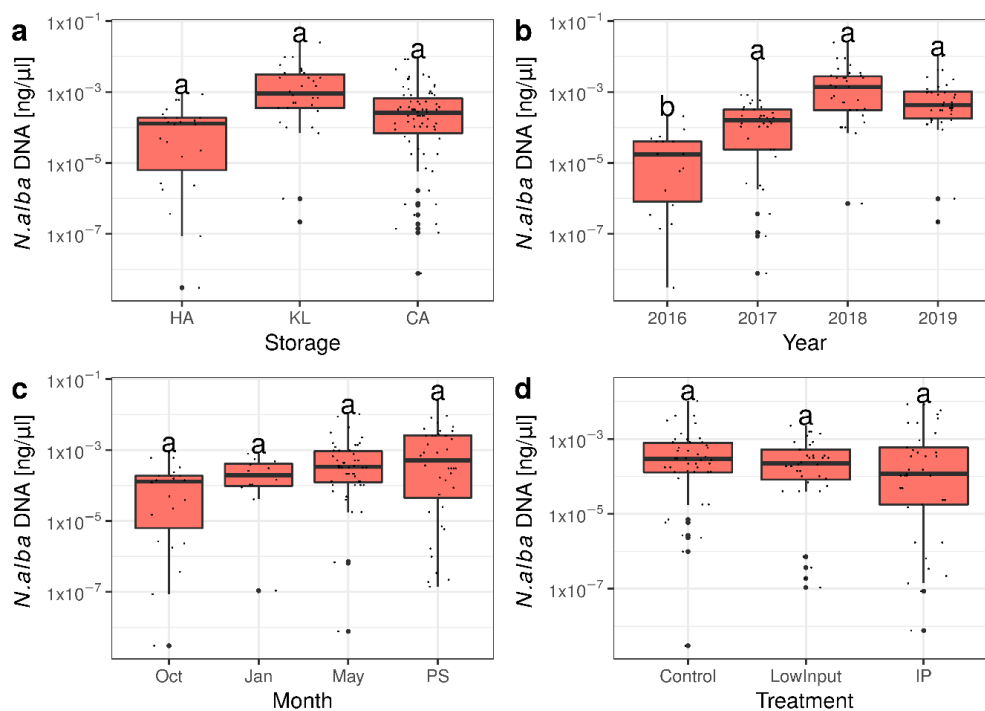 a
N.alba DNA [ng/µl]
1x10⁻¹
1x10⁻³
1x10⁻⁵
1x10⁻⁷
a
a
a
HA
KL
CA
Storage
b
N.alba DNA [ng/µl]
1x10⁻¹
1x10⁻³
1x10⁻⁵
1x10⁻⁷
b
a
a
a
2016
2017
2018
2019
Year
c
N.alba DNA [ng/µl]
1x10⁻¹
1x10⁻³
1x10⁻⁵
1x10⁻⁷
a
a
a
a
Oct
Jan
May
PS
Month
d
N.alba DNA [ng/µl]
1x10⁻³
1x10⁻⁵
1x10⁻⁷
a
a
a
Control
LowInput
IP
Treatment